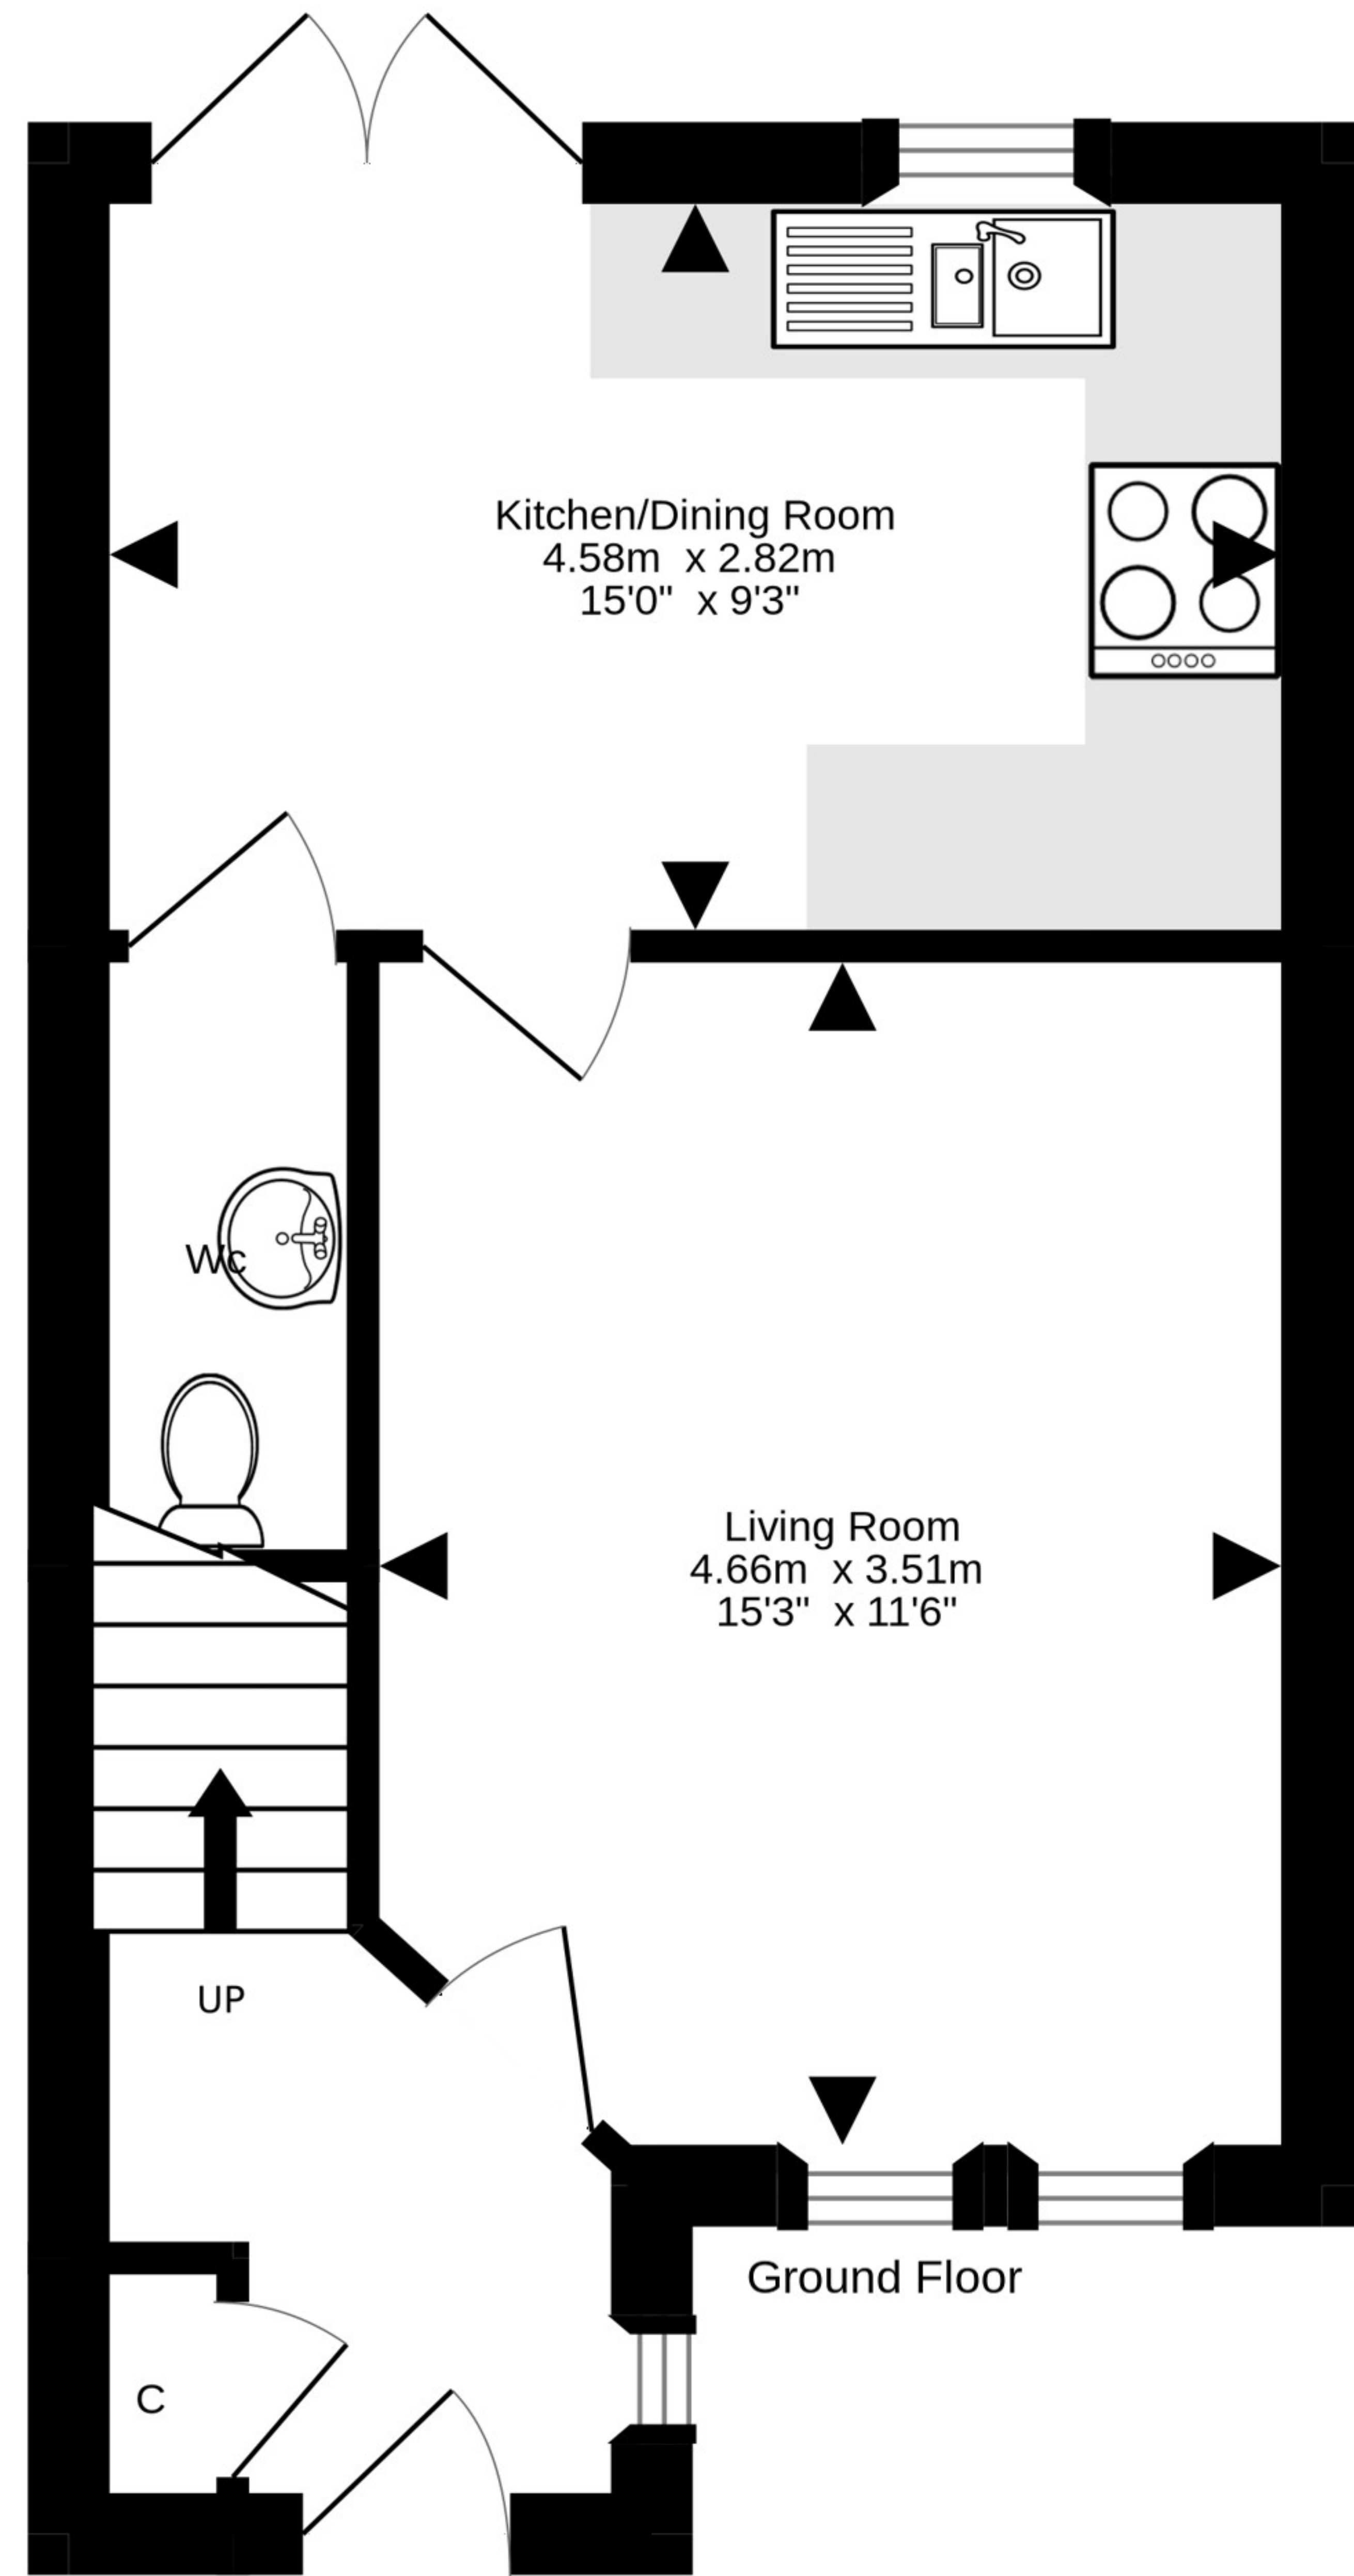 Kitchen/Dining Room
4.58m x 2.82m
15'0" x 9'3"
Wc
Living Room
4.66m x 3.51m
15'3" x 11'6"
UP
Ground Floor
C